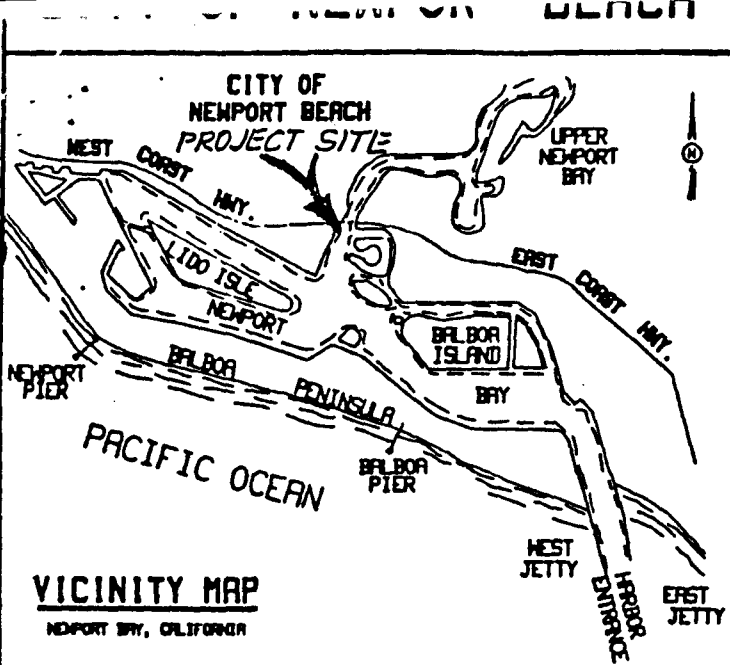 BEACH
CITY OF
NEWPORT BEACH
PROJECT SITE
WEST COAST HWY.
UPPER
NEWPORT
BAY
N
EAST COAST HWY.
LIDO ISLE
NEWPORT
BALBOA
ISLAND
BAY
NEWPORT
PIER
BALBOA PENINSULA
BALBOA
PIER
PACIFIC OCEAN
WEST
JETTY
HARBOR
ENTRANCE
EAST
JETTY
VICINITY MAP
NEWPORT BAY, CALIFORNIA